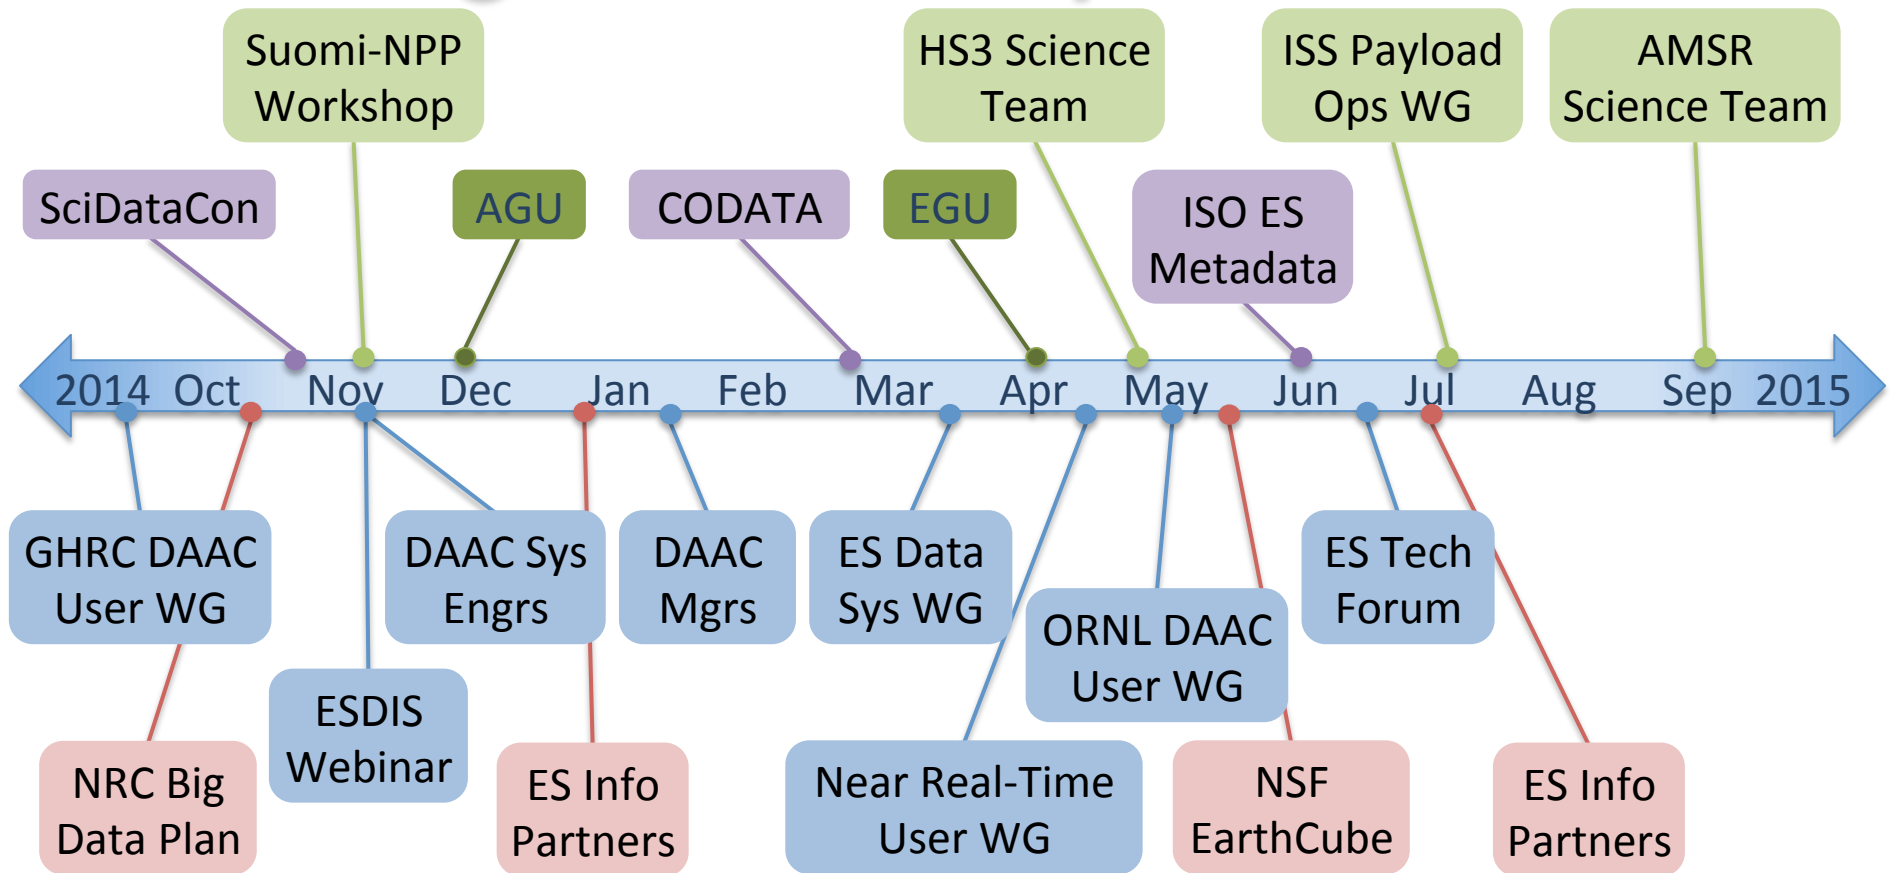 Suomi-NPP
Workshop
HS3 Science
Team
ISS Payload
Ops WG
AMSR
Science Team
SciDataCon
AGU
CODATA
EGU
ISO ES
Metadata
2014 Oct Nov Dec Jan Feb Mar Apr May Jun Jul Aug Sep 2015
GHRC DAAC
User WG
DAAC Sys
Engrs
DAAC
Mgrs
ES Data
Sys WG
ORNL DAAC
User WG
ES Tech
Forum
ESDIS
Webinar
NRC Big
Data Plan
ES Info
Partners
Near Real-Time
User WG
NSF
EarthCube
ES Info
Partners